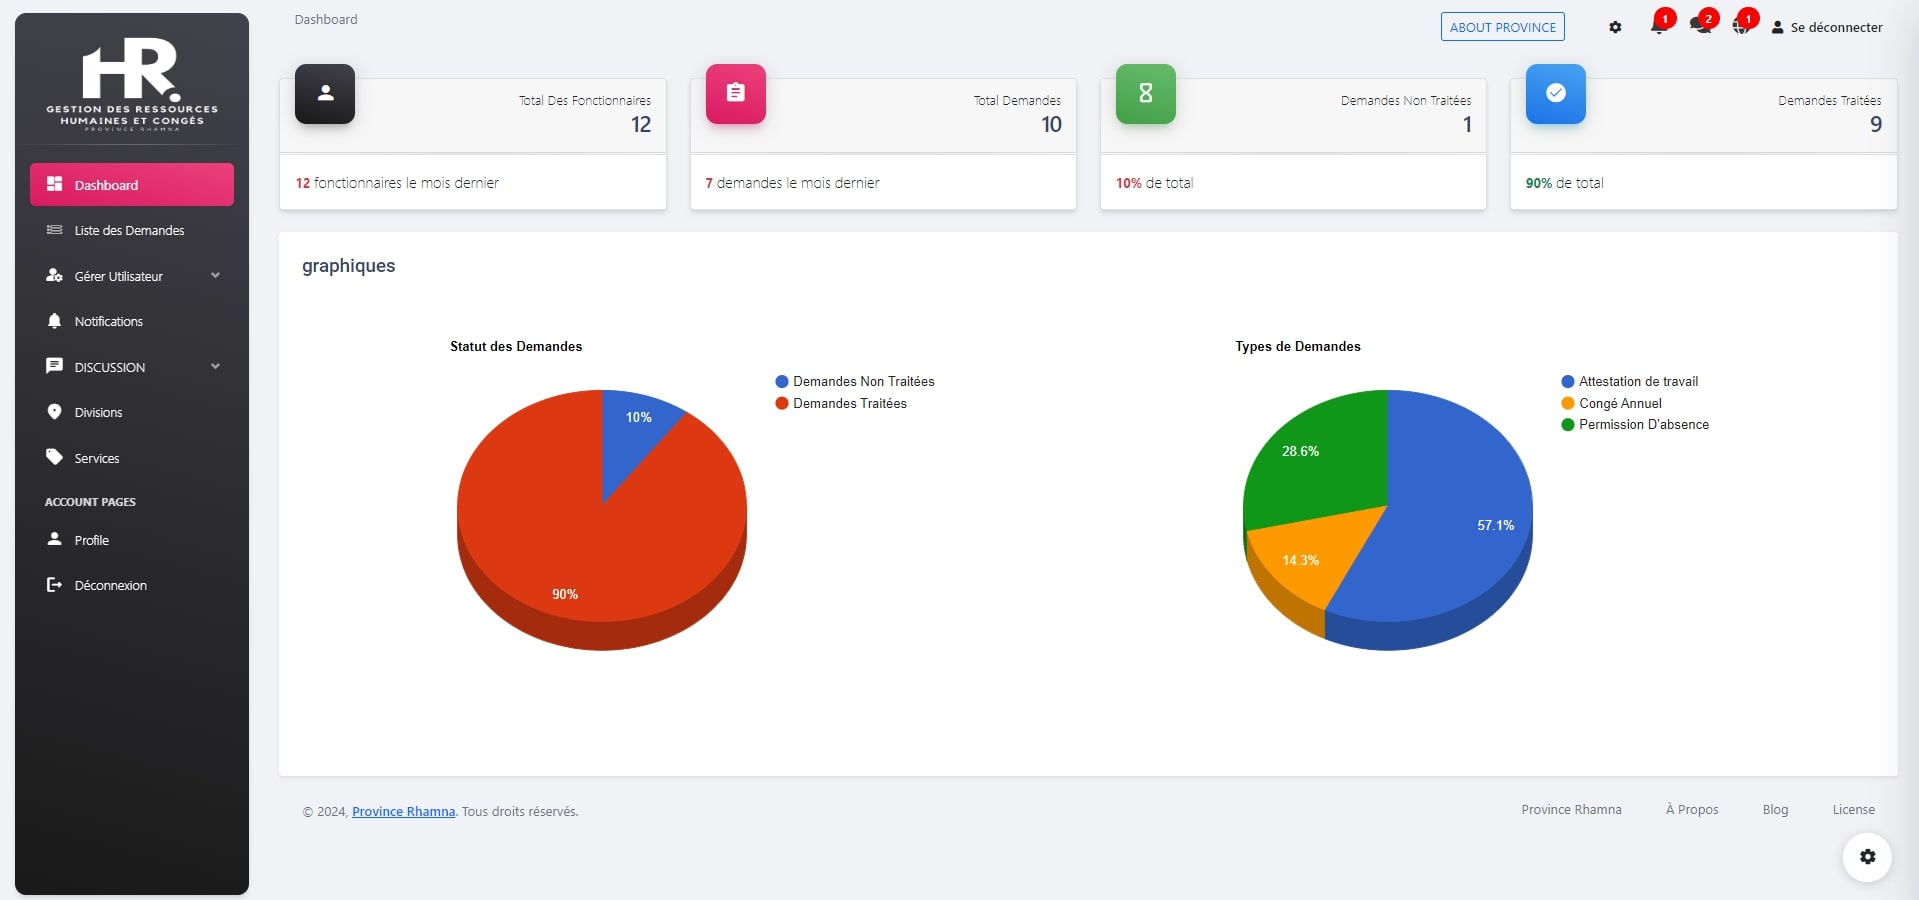 HR.
GESTION DES RESSOURCES
HUMAINES ET CONGÉS
PROVINCE RHAMNA
Dashboard
Liste des Demandes
Gérer Utilisateur
Notifications
DISCUSSION
Divisions
Services
ACCOUNT PAGES
Profile
Déconnexion
Dashboard
ABOUT PROVINCE
1
2
1
Se déconnecter
Total Des Fonctionnaires
12
12 fonctionnaires le mois dernier
Total Demandes
10
7 demandes le mois dernier
Demandes Non Traitées
1
10% de total
Demandes Traitées
9
90% de total
graphiques
Statut des Demandes
Demandes Non Traitées
Demandes Traitées
10%
90%
Types de Demandes
Attestation de travail
Congé Annuel
Permission D'absence
28.6%
57.1%
14.3%
© 2024, Province Rhamna. Tous droits réservés.
Province Rhamna
À Propos
Blog
License